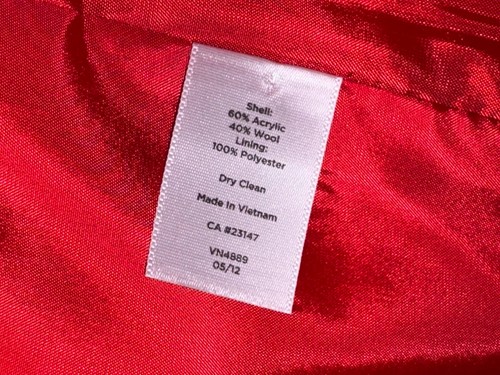 Shell:
60% Acrylic
40% Wool
Lining:
100% Polyester
Dry Clean
Made In Vietnam
CA #23147
VN4889
05/12